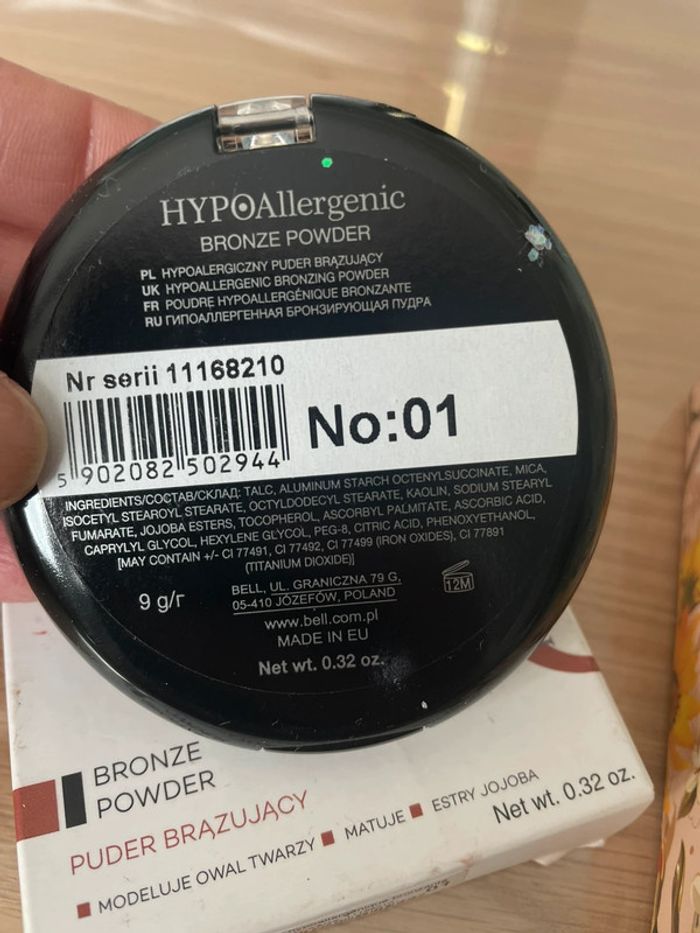 HYPOAllergenic
BRONZE POWDER
PL HYPOALERGICZNY PUDER BRĄZUJĄCY
UK HYPOALLERGENIC BRONZING POWDER
FR POUDRE HYPOALLERGÉNIQUE BRONZANTE
RU ГИПОАЛЛЕРГЕННАЯ БРОНЗИРУЮЩАЯ ПУДРА
Nr serii 11168210
No:01
5 902082 502944
INGREDIENTS/СОСТАВ/СКЛАД: TALC, ALUMINUM STARCH OCTENYLSUCCINATE, MICA,
ISOCETYL STEAROYL STEARATE, OCTYLDODECYL STEARATE, KAOLIN, SODIUM STEARYL
FUMARATE, JOJOBA ESTERS, TOCOPHEROL, ASCORBYL PALMITATE, ASCORBIC ACID,
CAPRYLYL GLYCOL, HEXYLENE GLYCOL, PEG-8, CITRIC ACID, PHENOXYETHANOL,
[MAY CONTAIN +/- CI 77491, CI 77492, CI 77499 (IRON OXIDES), CI 77891
(TITANIUM DIOXIDE)]
9 g/г
BELL, UL. GRANICZNA 79 G,
05-410 JÓZEFÓW, POLAND
www.bell.com.pl
MADE IN EU
12M
Net wt. 0.32 oz.
BRONZE
POWDER
PUDER BRĄZUJĄCY
MODELUJE OWAL TWARZY MATUJE ESTRY JOJOBA
Net wt. 0.32 oz.